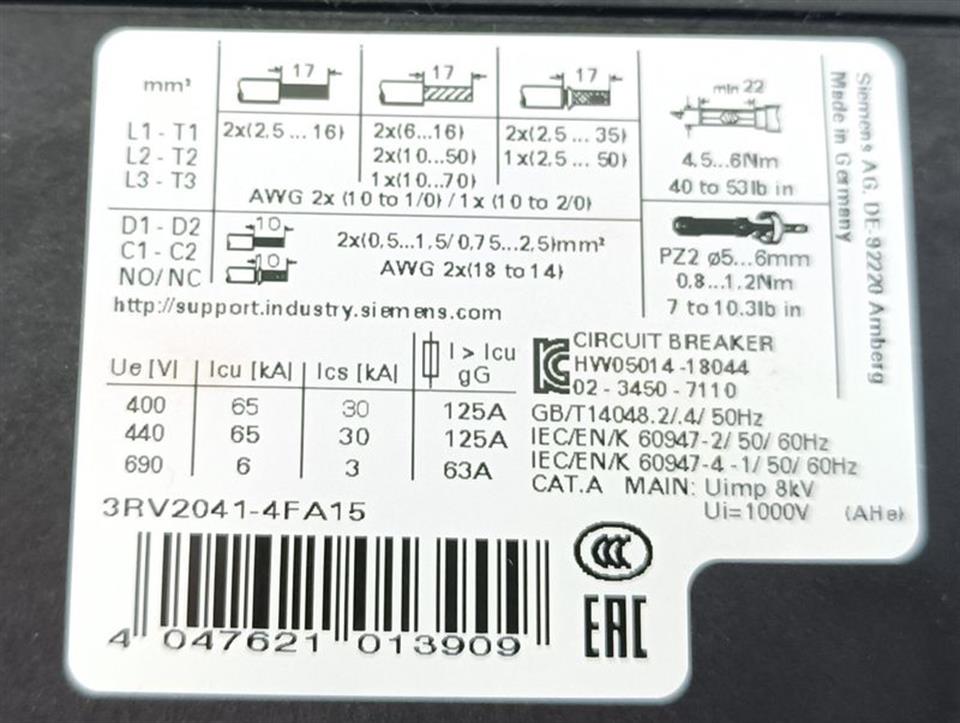 mm²
17
17
17
min 22
L1 - T1
L2 - T2
L3 - T3
2x(2,5 ... 16)
2x(6...16)
2x(10...50)
1x(10...70)
2x(2,5 ... 35)
1x(2,5 ... 50)
AWG 2x (10 to 1/0) / 1x (10 to 2/0)
4.5...6Nm
40 to 53lb in
D1 - D2
C1 - C2
NO/ NC
10
10
2x(0,5...1,5/ 0,75 ...2,5)mm²
AWG 2x(18 to 14)
PZ2 ø5...6mm
0.8...1.2Nm
7 to 10.3lb in
http://support.industry.siemens.com
Siemens AG, DE-92220 Amberg
Made in Germany
Ue [V]
Icu [kA]
Ics [kA]
I > Icu
gG
400 65 30 125A
440 65 30 125A
690 6 3 63A
CIRCUIT BREAKER
HW05014-18044
02 - 3450 - 7110
GB/T14048.2/.4/ 50Hz
IEC/EN/K 60947-2/ 50/ 60Hz
IEC/EN/K 60947-4 -1/ 50/ 60Hz
CAT.A MAIN: Uimp 8kV
Ui=1000V (AHe)
3RV2041-4FA15
4 047621 013909
CCC
EAC